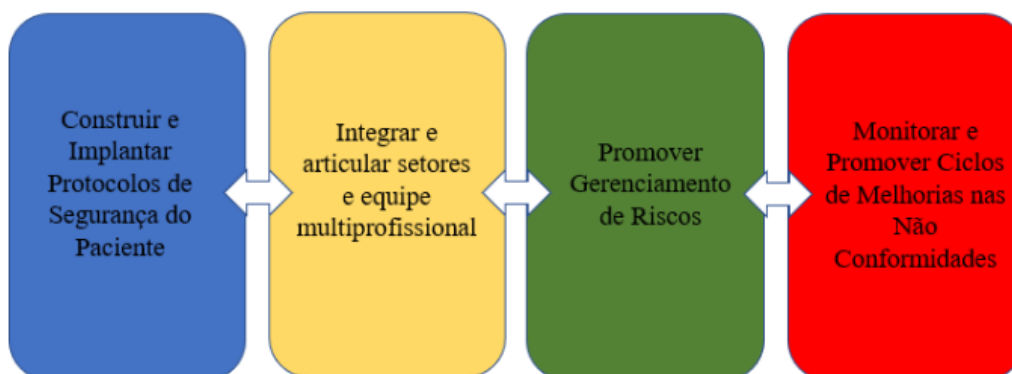 Construir e
Implantar
Protocolos de
Segurança do
Paciente
Integrar e
articular setores
e equipe
multiprofissional
Promover
Gerenciamento
de Riscos
Monitorar e
Promover Ciclos
de Melhorias nas
Não
Conformidades